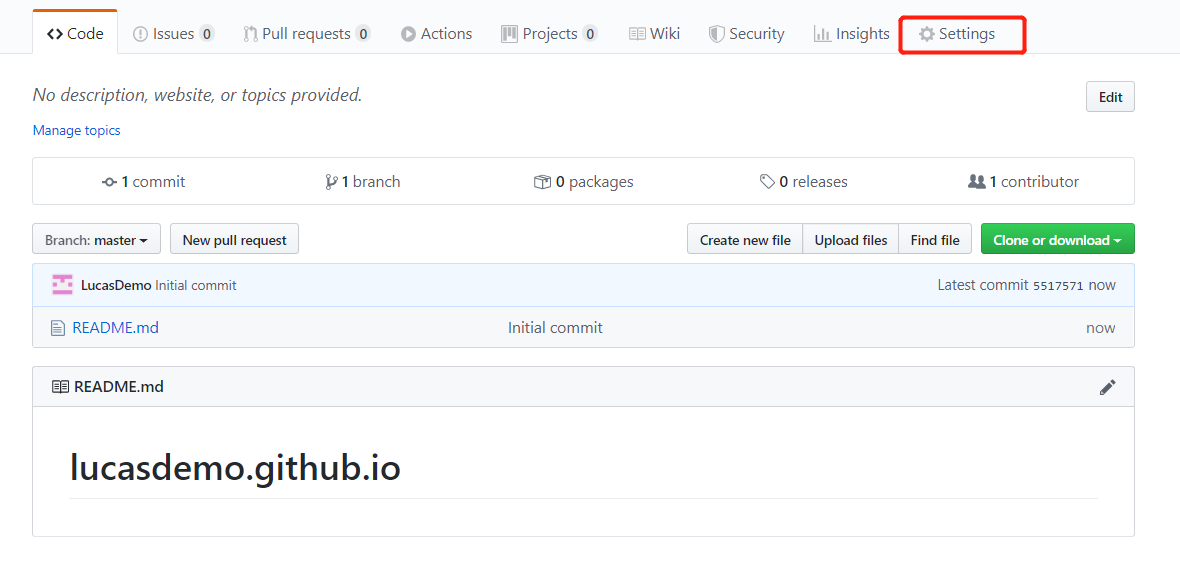 Code Issues 0 Pull requests 0 Actions Projects 0 Wiki Security Insights Settings
No description, website, or topics provided. Edit
Manage topics
1 commit 1 branch 0 packages 0 releases 1 contributor
Branch: master New pull request Create new file Upload files Find file Clone or download
LucasDemo Initial commit Latest commit 5517571 now
README.md Initial commit now
README.md
lucasdemo.github.io